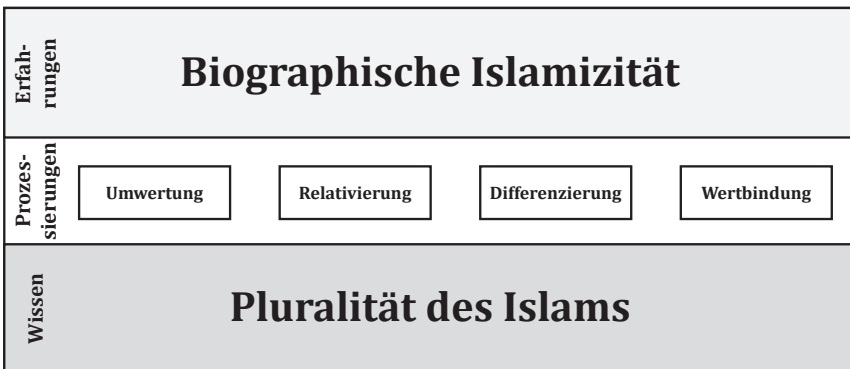 Erfah-
rungen
Biographische Islamizität
Prozes-
sierungen
Umwertung
Relativierung
Differenzierung
Wertbindung
Wissen
Pluralität des Islams